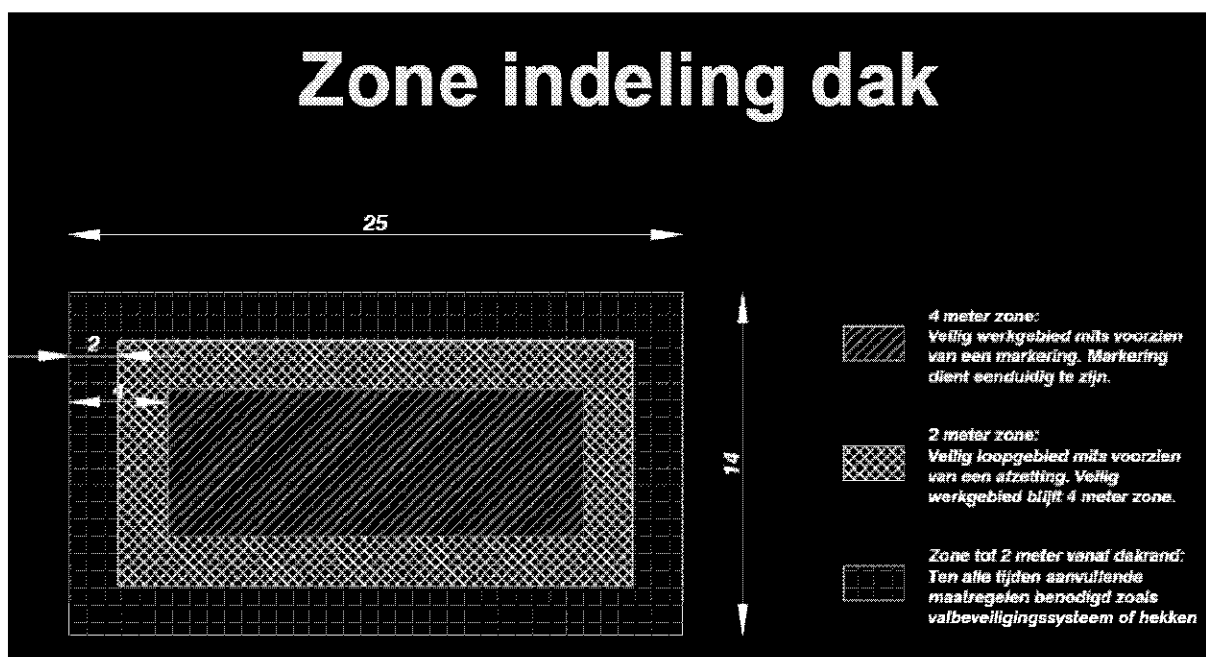 Zone indeling dak
25
2
4
14
4 meter zone:
Veilig werkgebied mits voorzien
van een markering. Markering
dient eenduidig te zijn.
2 meter zone:
Veilig loopgebied mits voorzien
van een afzetting. Veilig
werkgebied blijft 4 meter zone.
Zone tot 2 meter vanaf dakrand:
Ten alle tijden aanvullende
maatregelen benodigd zoals
valbeveiligingssysteem of hekken